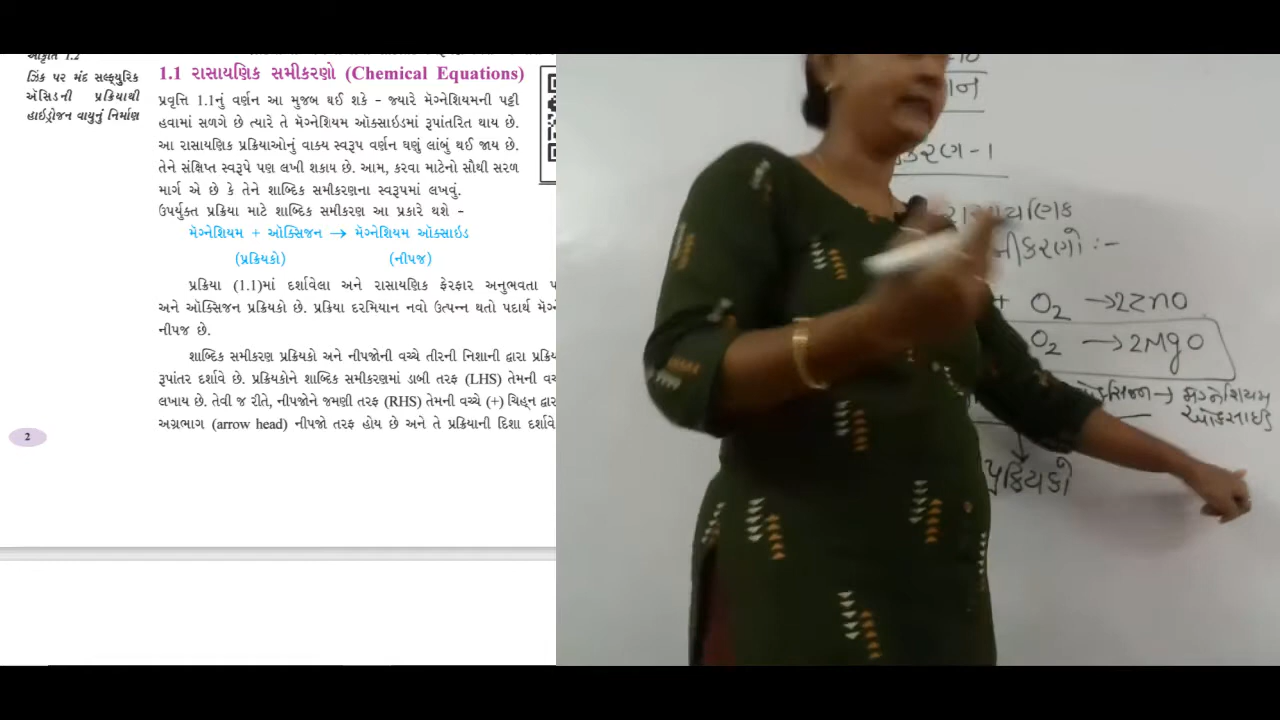 આકૃતિ 1.2
ઝિંક પર મંદ સલ્ફ્યુરિક
ઍસિડની પ્રક્રિયાથી
હાઈડ્રોજન વાયુનું નિર્માણ
1.1 રાસાયણિક સમીકરણો (Chemical Equations)
પ્રવૃત્તિ 1.1નું વર્ણન આ મુજબ થઈ શકે – જ્યારે મૅગ્નેશિયમની પટ્ટી
હવામાં સળગે છે ત્યારે તે મૅગ્નેશિયમ ઑક્સાઇડમાં રૂપાંતરિત થાય છે.
આ રાસાયણિક પ્રક્રિયાઓનું વાક્ય સ્વરૂપ વર્ણન ઘણું લાંબું થઈ જાય છે.
તેને સંક્ષિપ્ત સ્વરૂપે પણ લખી શકાય છે. આમ, કરવા માટેનો સૌથી સરળ
માર્ગ એ છે કે તેને શાબ્દિક સમીકરણના સ્વરૂપમાં લખવું.
ઉપર્યુક્ત પ્રક્રિયા માટે શાબ્દિક સમીકરણ આ પ્રકારે થશે –
મૅગ્નેશિયમ + ઑક્સિજન → મૅગ્નેશિયમ ઑક્સાઇડ
(પ્રક્રિયકો) (નીપજ)
પ્રક્રિયા (1.1)માં દર્શાવેલા અને રાસાયણિક ફેરફાર અનુભવતા
અને ઑક્સિજન પ્રક્રિયકો છે. પ્રક્રિયા દરમિયાન નવો ઉત્પન્ન થતો પદાર્થ
નીપજ છે.
શાબ્દિક સમીકરણ પ્રક્રિયકો અને નીપજોની વચ્ચે તીરની નિશાની દ્વારા
રૂપાંતર દર્શાવે છે. પ્રક્રિયકોને શાબ્દિક સમીકરણમાં ડાબી તરફ (LHS) તેમની
લખાય છે. તેવી જ રીતે, નીપજોને જમણી તરફ (RHS) તેમની વચ્ચે (+) ચિહ્ન
અગ્રભાગ (arrow head) નીપજો તરફ હોય છે અને તે પ્રક્રિયાની દિશા
2
+ O₂ → 2ZnO
O₂ → 2MgO
→ મેગ્નેશિયમ
ઓક્સાઇડ
પ્રક્રિયકો